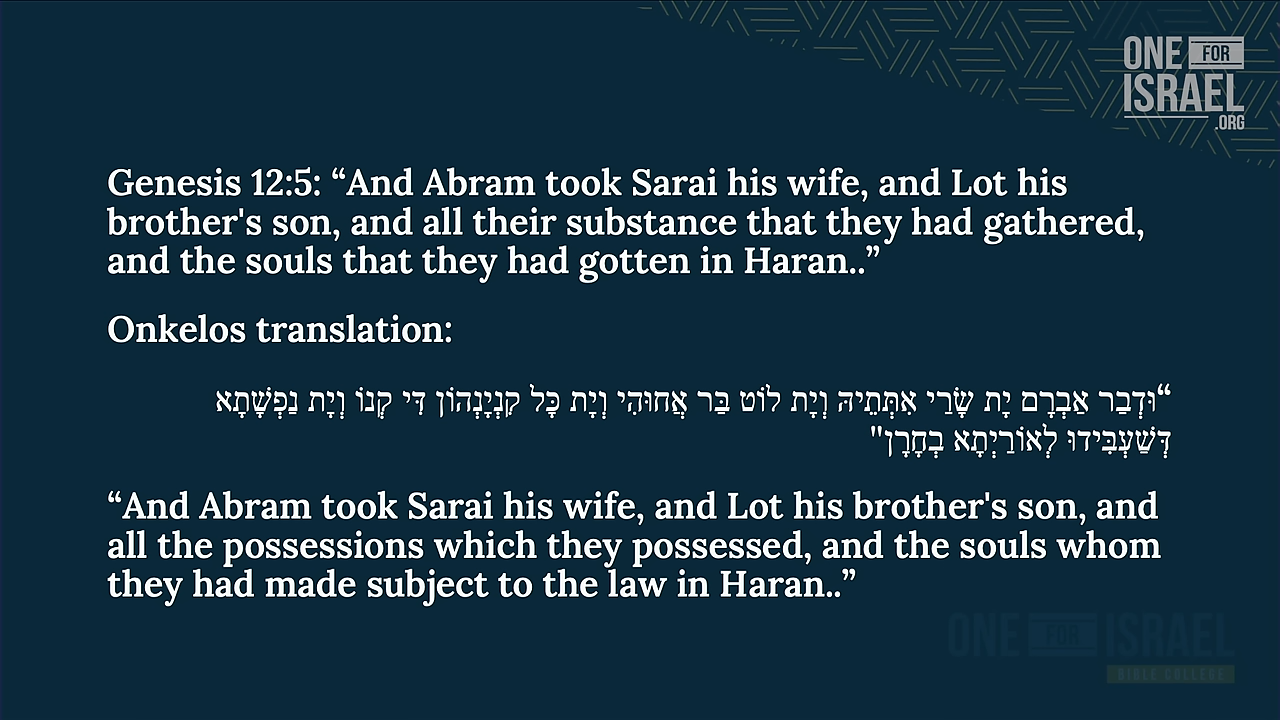 ONE FOR
ISRAEL
.ORG
Genesis 12:5: “And Abram took Sarai his wife, and Lot his
brother's son, and all their substance that they had gathered,
and the souls that they had gotten in Haran..”
Onkelos translation:
“וּדְבַר אַבְרָם יָת שָׂרַי אִתְּתֵיהּ וְיָת לוֹט בַּר אֲחוּהִי וְיָת כָּל קִנְיָנְהוֹן דִּי קְנוֹ וְיָת נַפְשָׁתָא
דְּשַׁעְבִּידוּ לְאוֹרַיְתָא בְחָרָן"
“And Abram took Sarai his wife, and Lot his brother's son, and
all the possessions which they possessed, and the souls whom
they had made subject to the law in Haran..”
ONE FOR ISRAEL
BIBLE COLLEGE